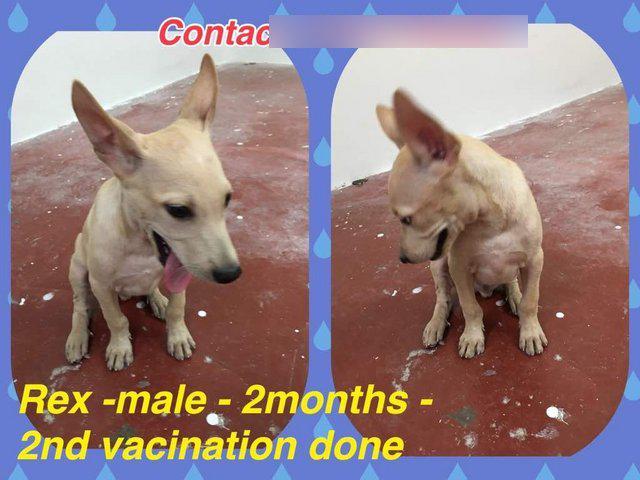 Contac
Rex -male - 2months -
2nd vacination done